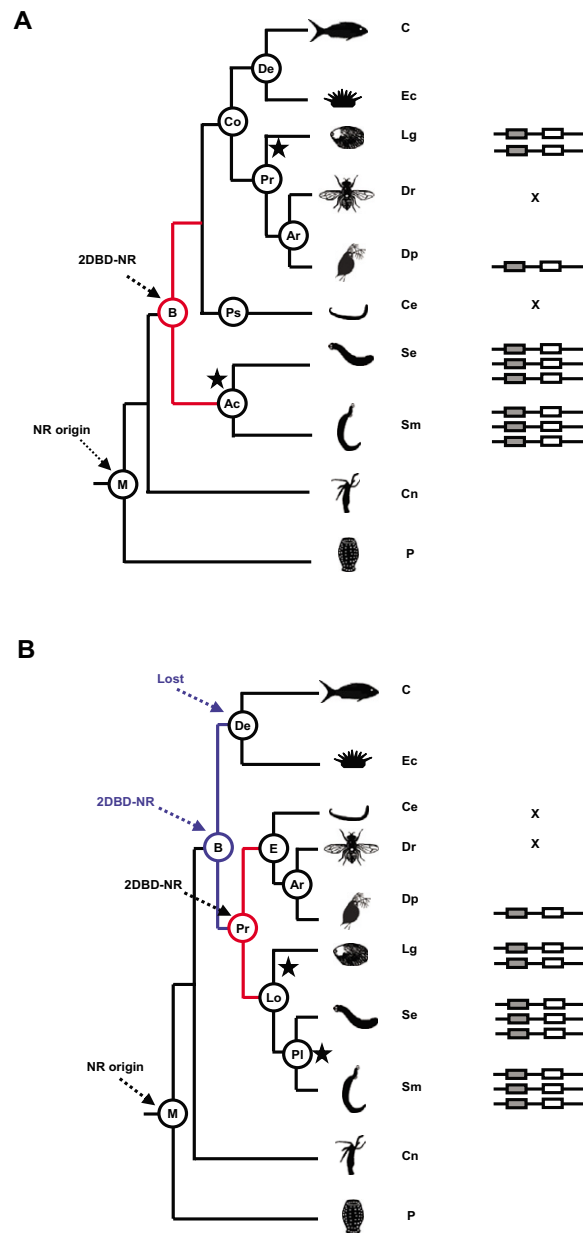 A
C
De
Ec
Co
Lg
Pr
Dr X
Ar
2DBD-NR
Dp
B Ps Ce X
Se
Ac
Sm
NR origin
M Cn
P
B
Lost
C
De
Ec
2DBD-NR
Ce X
B E Dr X
2DBD-NR
Ar
Dp
Pr
Lg
Lo
Se
Pl
NR origin
Sm
M
Cn
P